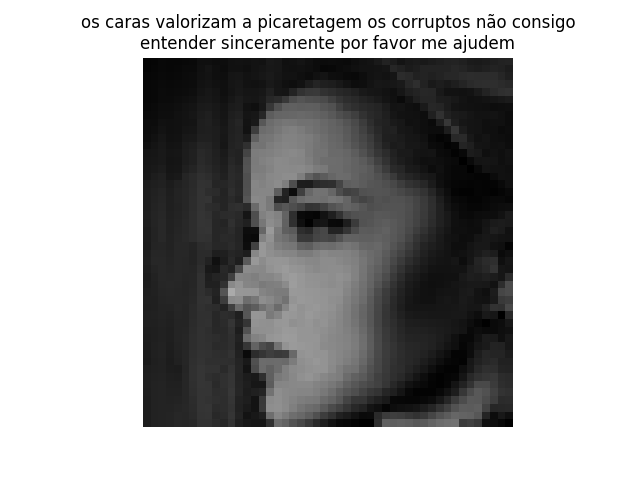 os caras valorizam a picaretagem os corruptos não consigo
entender sinceramente por favor me ajudem